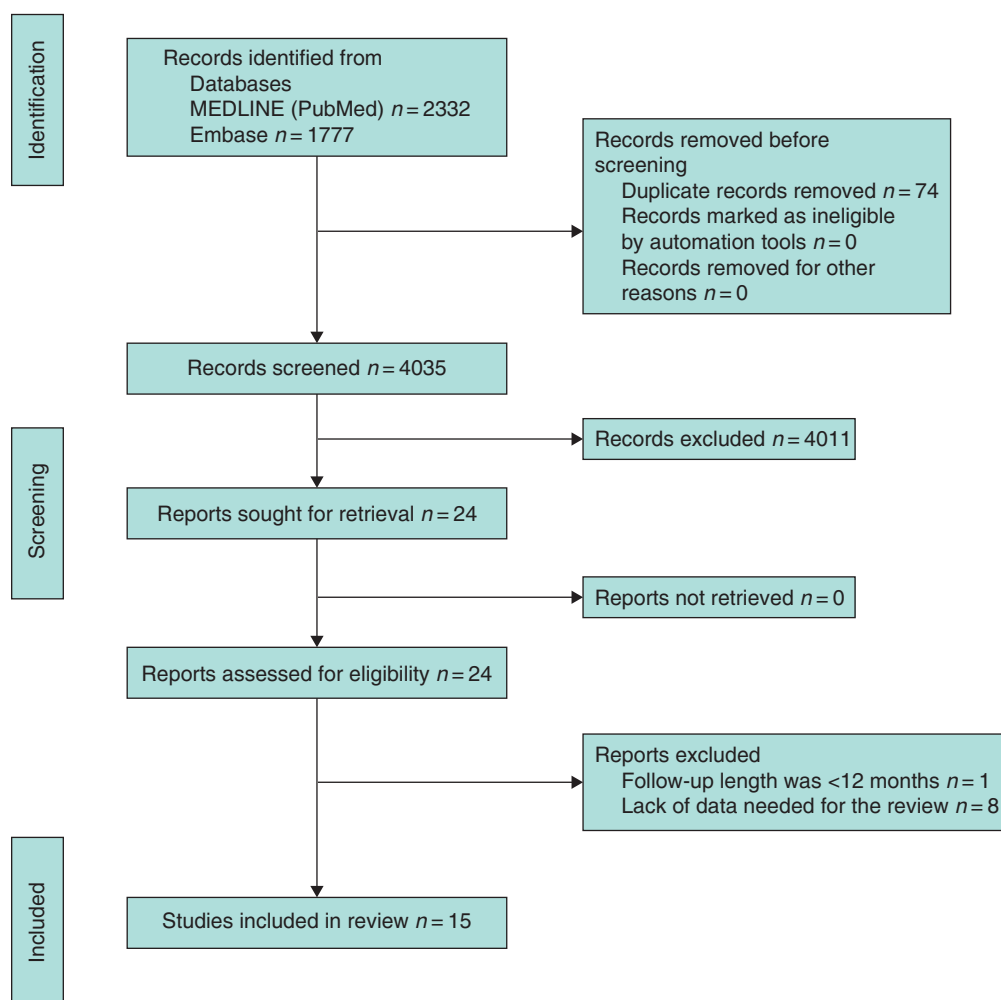 Identification
Records identified from
Databases
MEDLINE (PubMed) n = 2332
Embase n = 1777
Records removed before
screening
Duplicate records removed n = 74
Records marked as ineligible
by automation tools n = 0
Records removed for other
reasons n = 0
Records screened n = 4035
Screening
Records excluded n = 4011
Reports sought for retrieval n = 24
Reports not retrieved n = 0
Reports assessed for eligibility n = 24
Reports excluded
Follow-up length was <12 months n = 1
Lack of data needed for the review n = 8
Included
Studies included in review n = 15